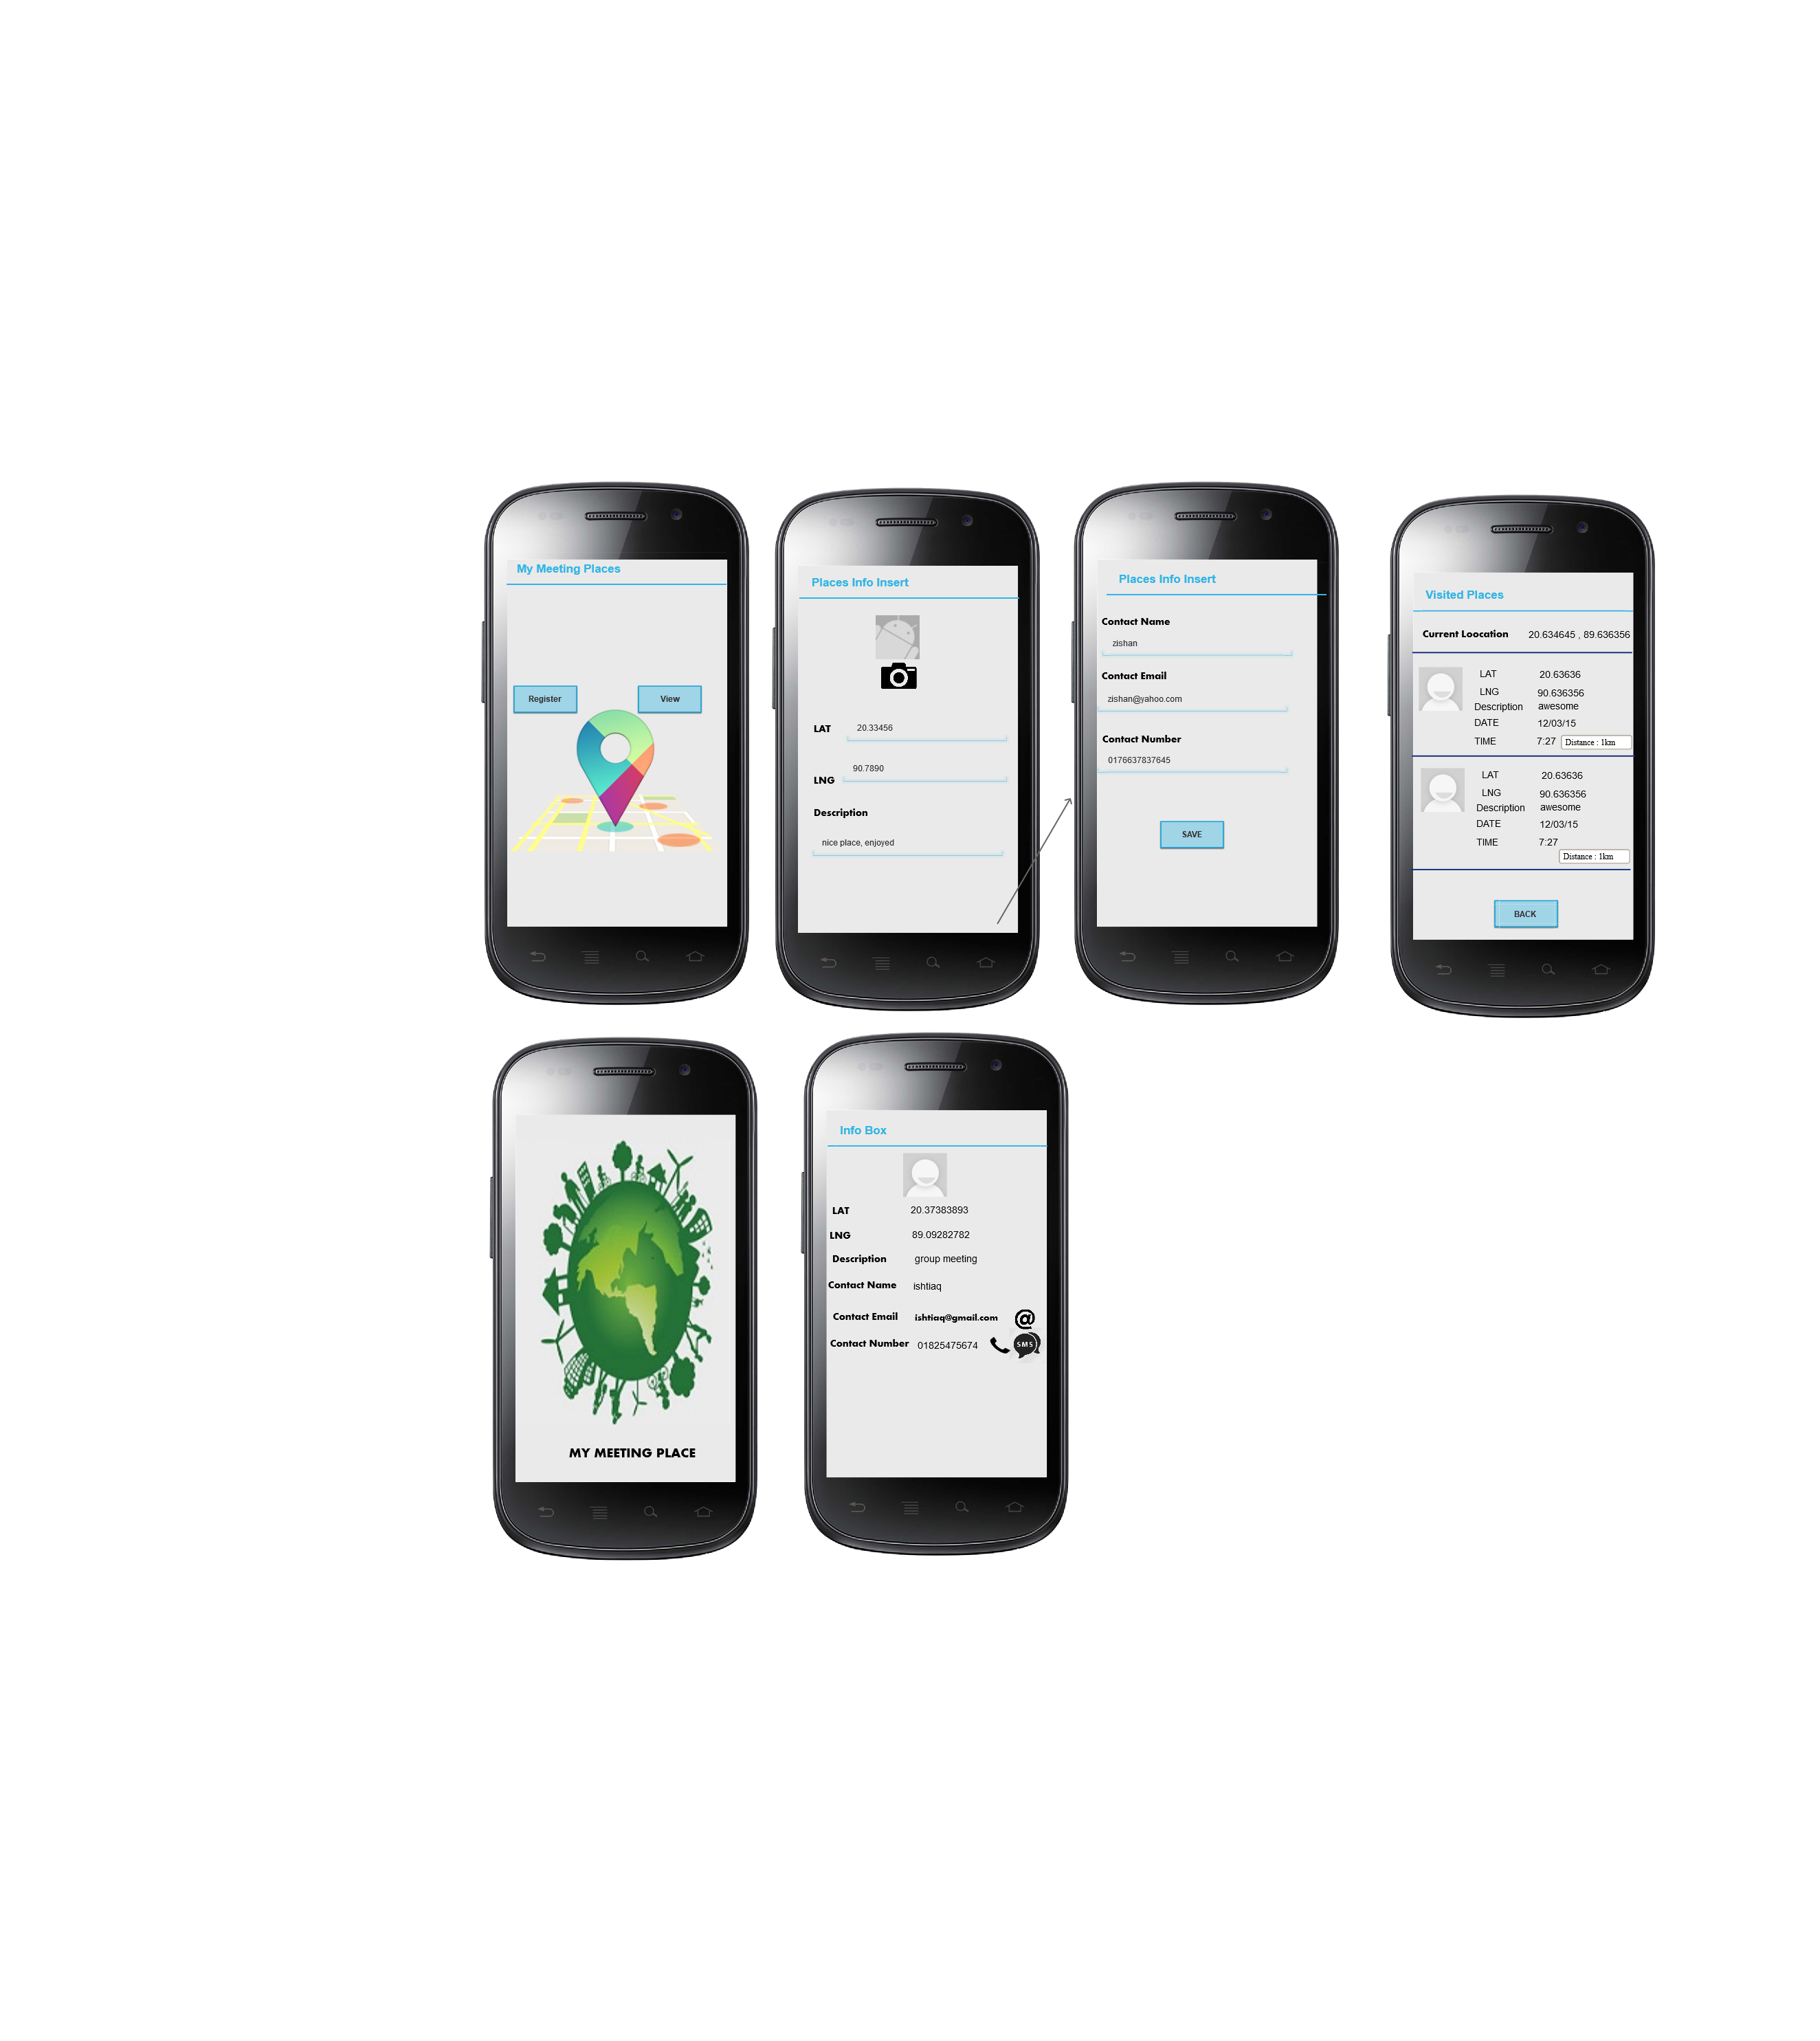 My Meeting Places
Register
View
Places Info Insert
LAT 20.33456
LNG 90.7890
Description
nice place, enjoyed
Places Info Insert
Contact Name
zishan
Contact Email
zishan@yahoo.com
Contact Number
0176637837645
SAVE
Visited Places
Current Loocation 20.634645 , 89.636356
LAT 20.63636
LNG 90.636356
Description awesome
DATE 12/03/15
TIME 7:27 Distance : 1km
LAT 20.63636
LNG 90.636356
Description awesome
DATE 12/03/15
TIME 7:27
Distance : 1km
BACK
MY MEETING PLACE
Info Box
LAT 20.37383893
LNG 89.09282782
Description group meeting
Contact Name ishtiaq
Contact Email ishtiaq@gmail.com @
Contact Number 01825475674 SMS